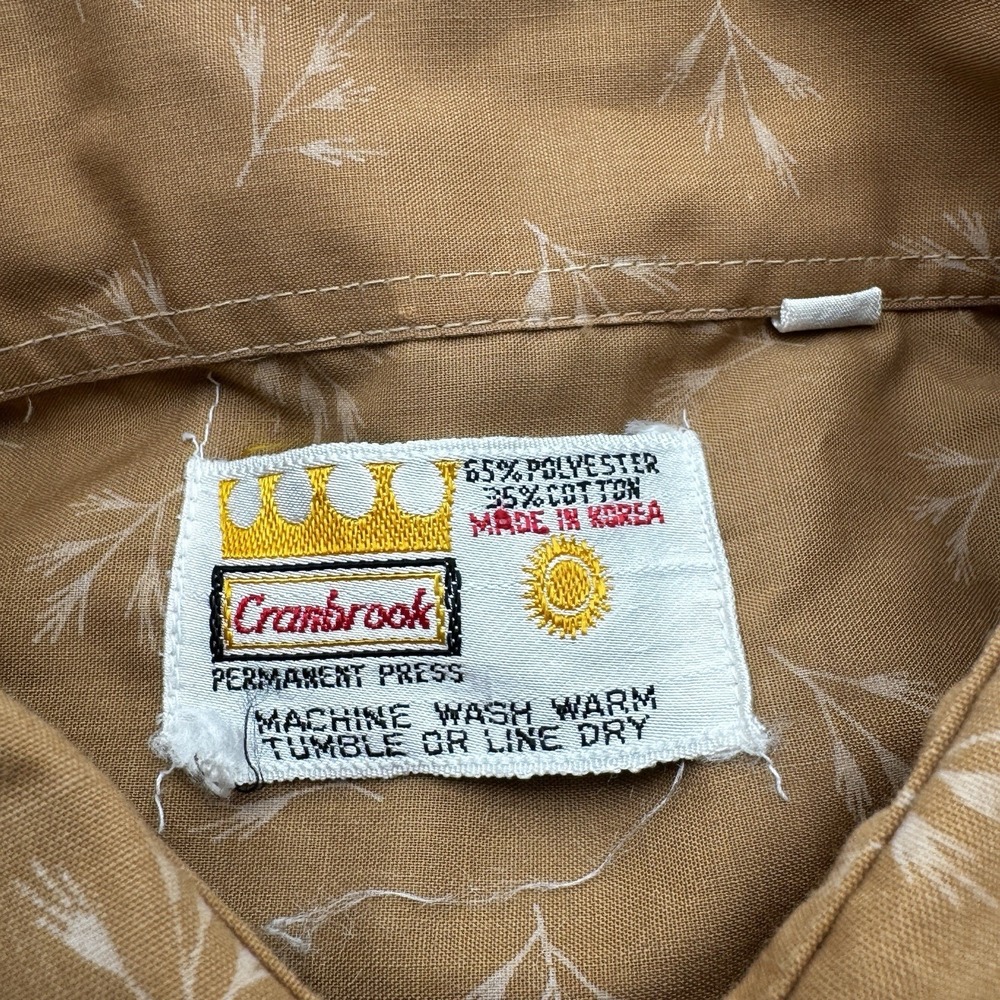 65% POLYESTER
35% COTTON
MADE IN KOREA
Cranbrook
PERMANENT PRESS
MACHINE WASH WARM
TUMBLE OR LINE DRY